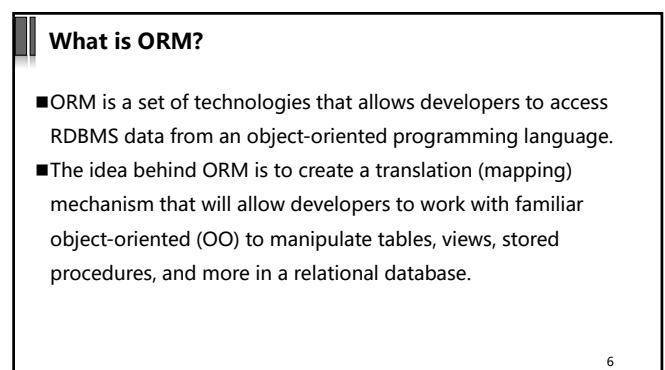 What is ORM?
■ORM is a set of technologies that allows developers to access
RDBMS data from an object-oriented programming language.
■The idea behind ORM is to create a translation (mapping)
mechanism that will allow developers to work with familiar
object-oriented (OO) to manipulate tables, views, stored
procedures, and more in a relational database.
6